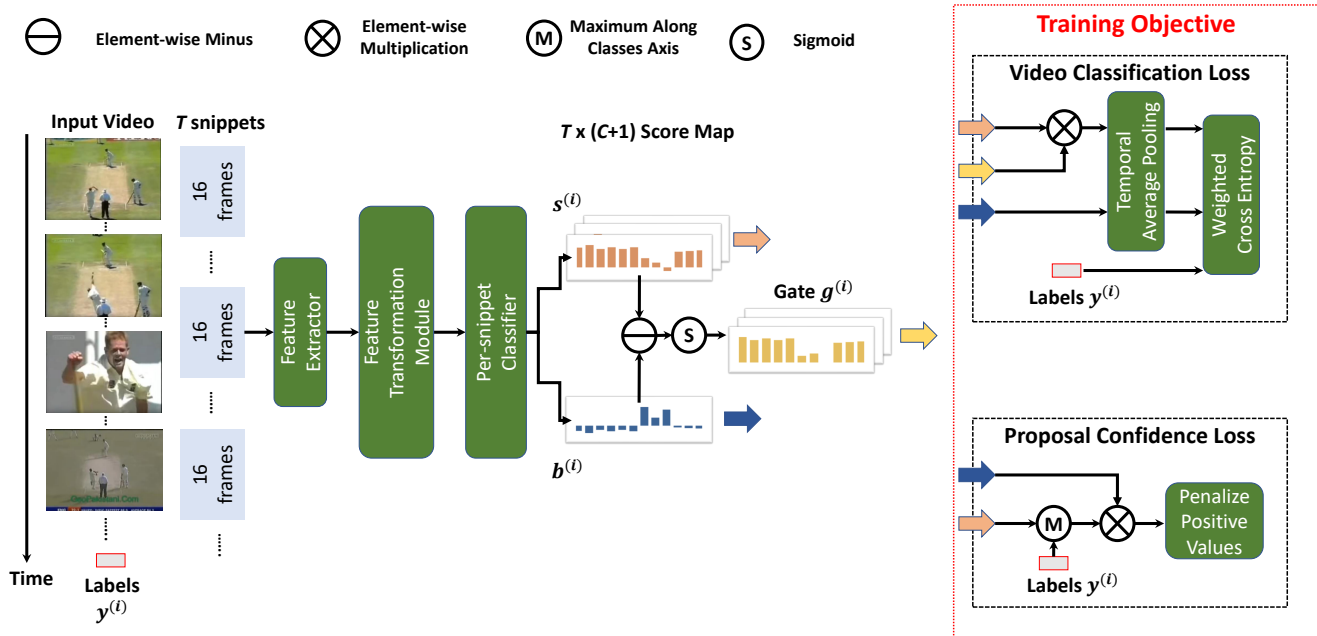 Element-wise Minus
Element-wise
Multiplication
M
Maximum Along
Classes Axis
S
Sigmoid
Training Objective
Input Video
T snippets
16
frames
......
16
frames
......
16
frames
......
......
......
......
......
Time
Labels
y^(i)
Feature
Extractor
Feature
Transformation
Module
Per-snippet
Classifier
T x (C+1) Score Map
s^(i)
b^(i)
S
Gate g^(i)
Video Classification Loss
Temporal
Average Pooling
Weighted
Cross Entropy
Labels y^(i)
Proposal Confidence Loss
M
Penalize
Positive
Values
Labels y^(i)